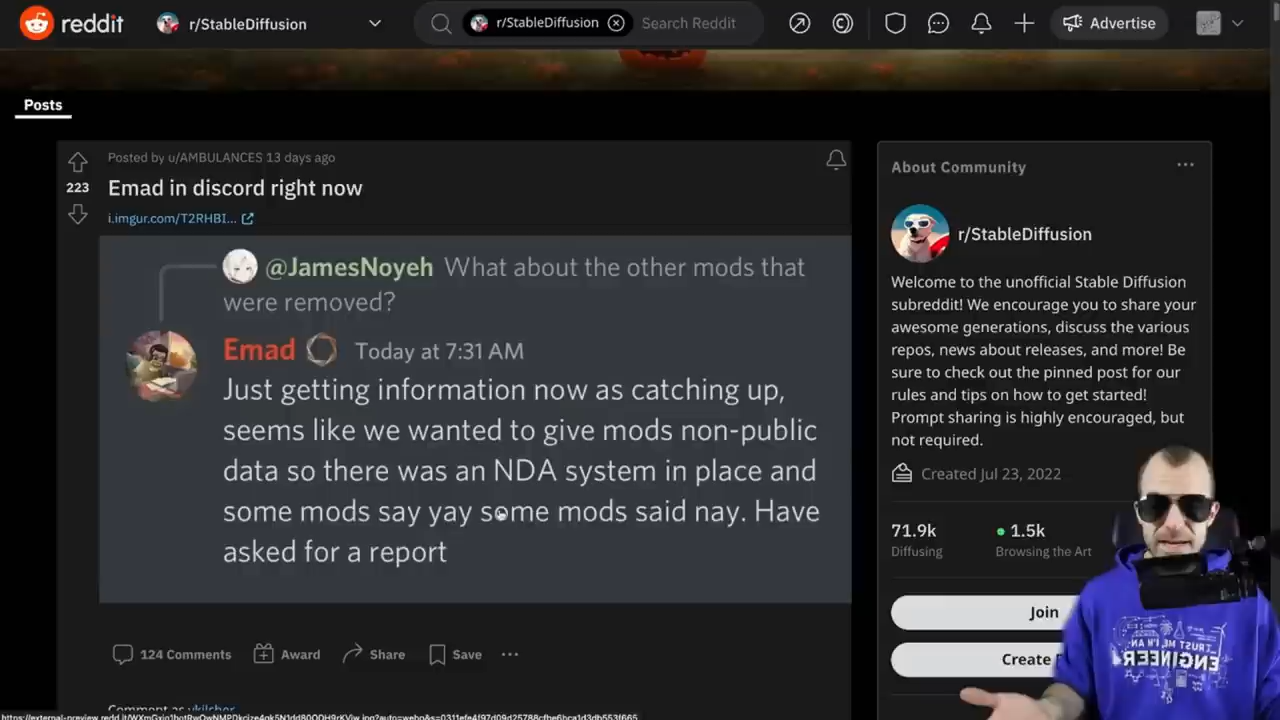 reddit
r/StableDiffusion
r/StableDiffusion
Search Reddit
Advertise
Posts
Posted by u/AMBULANCES 13 days ago
223
Emad in discord right now
i.imgur.com/T2RHBI...
@JamesNoyeh What about the other mods that
were removed?
Emad Today at 7:31 AM
Just getting information now as catching up,
seems like we wanted to give mods non-public
data so there was an NDA system in place and
some mods say yay some mods said nay. Have
asked for a report
124 Comments
Award
Share
Save
About Community
r/StableDiffusion
Welcome to the unofficial Stable Diffusion
subreddit! We encourage you to share your
awesome generations, discuss the various
repos, news about releases, and more! Be
sure to check out the pinned post for our
rules and tips on how to get started!
Prompt sharing is highly encouraged, but
not required.
Created Jul 23, 2022
71.9k
1.5k
Diffusing
Browsing the Art
Join
Create
TRUST ME, I'M AN
ENGINEER
Comment as ykilcher